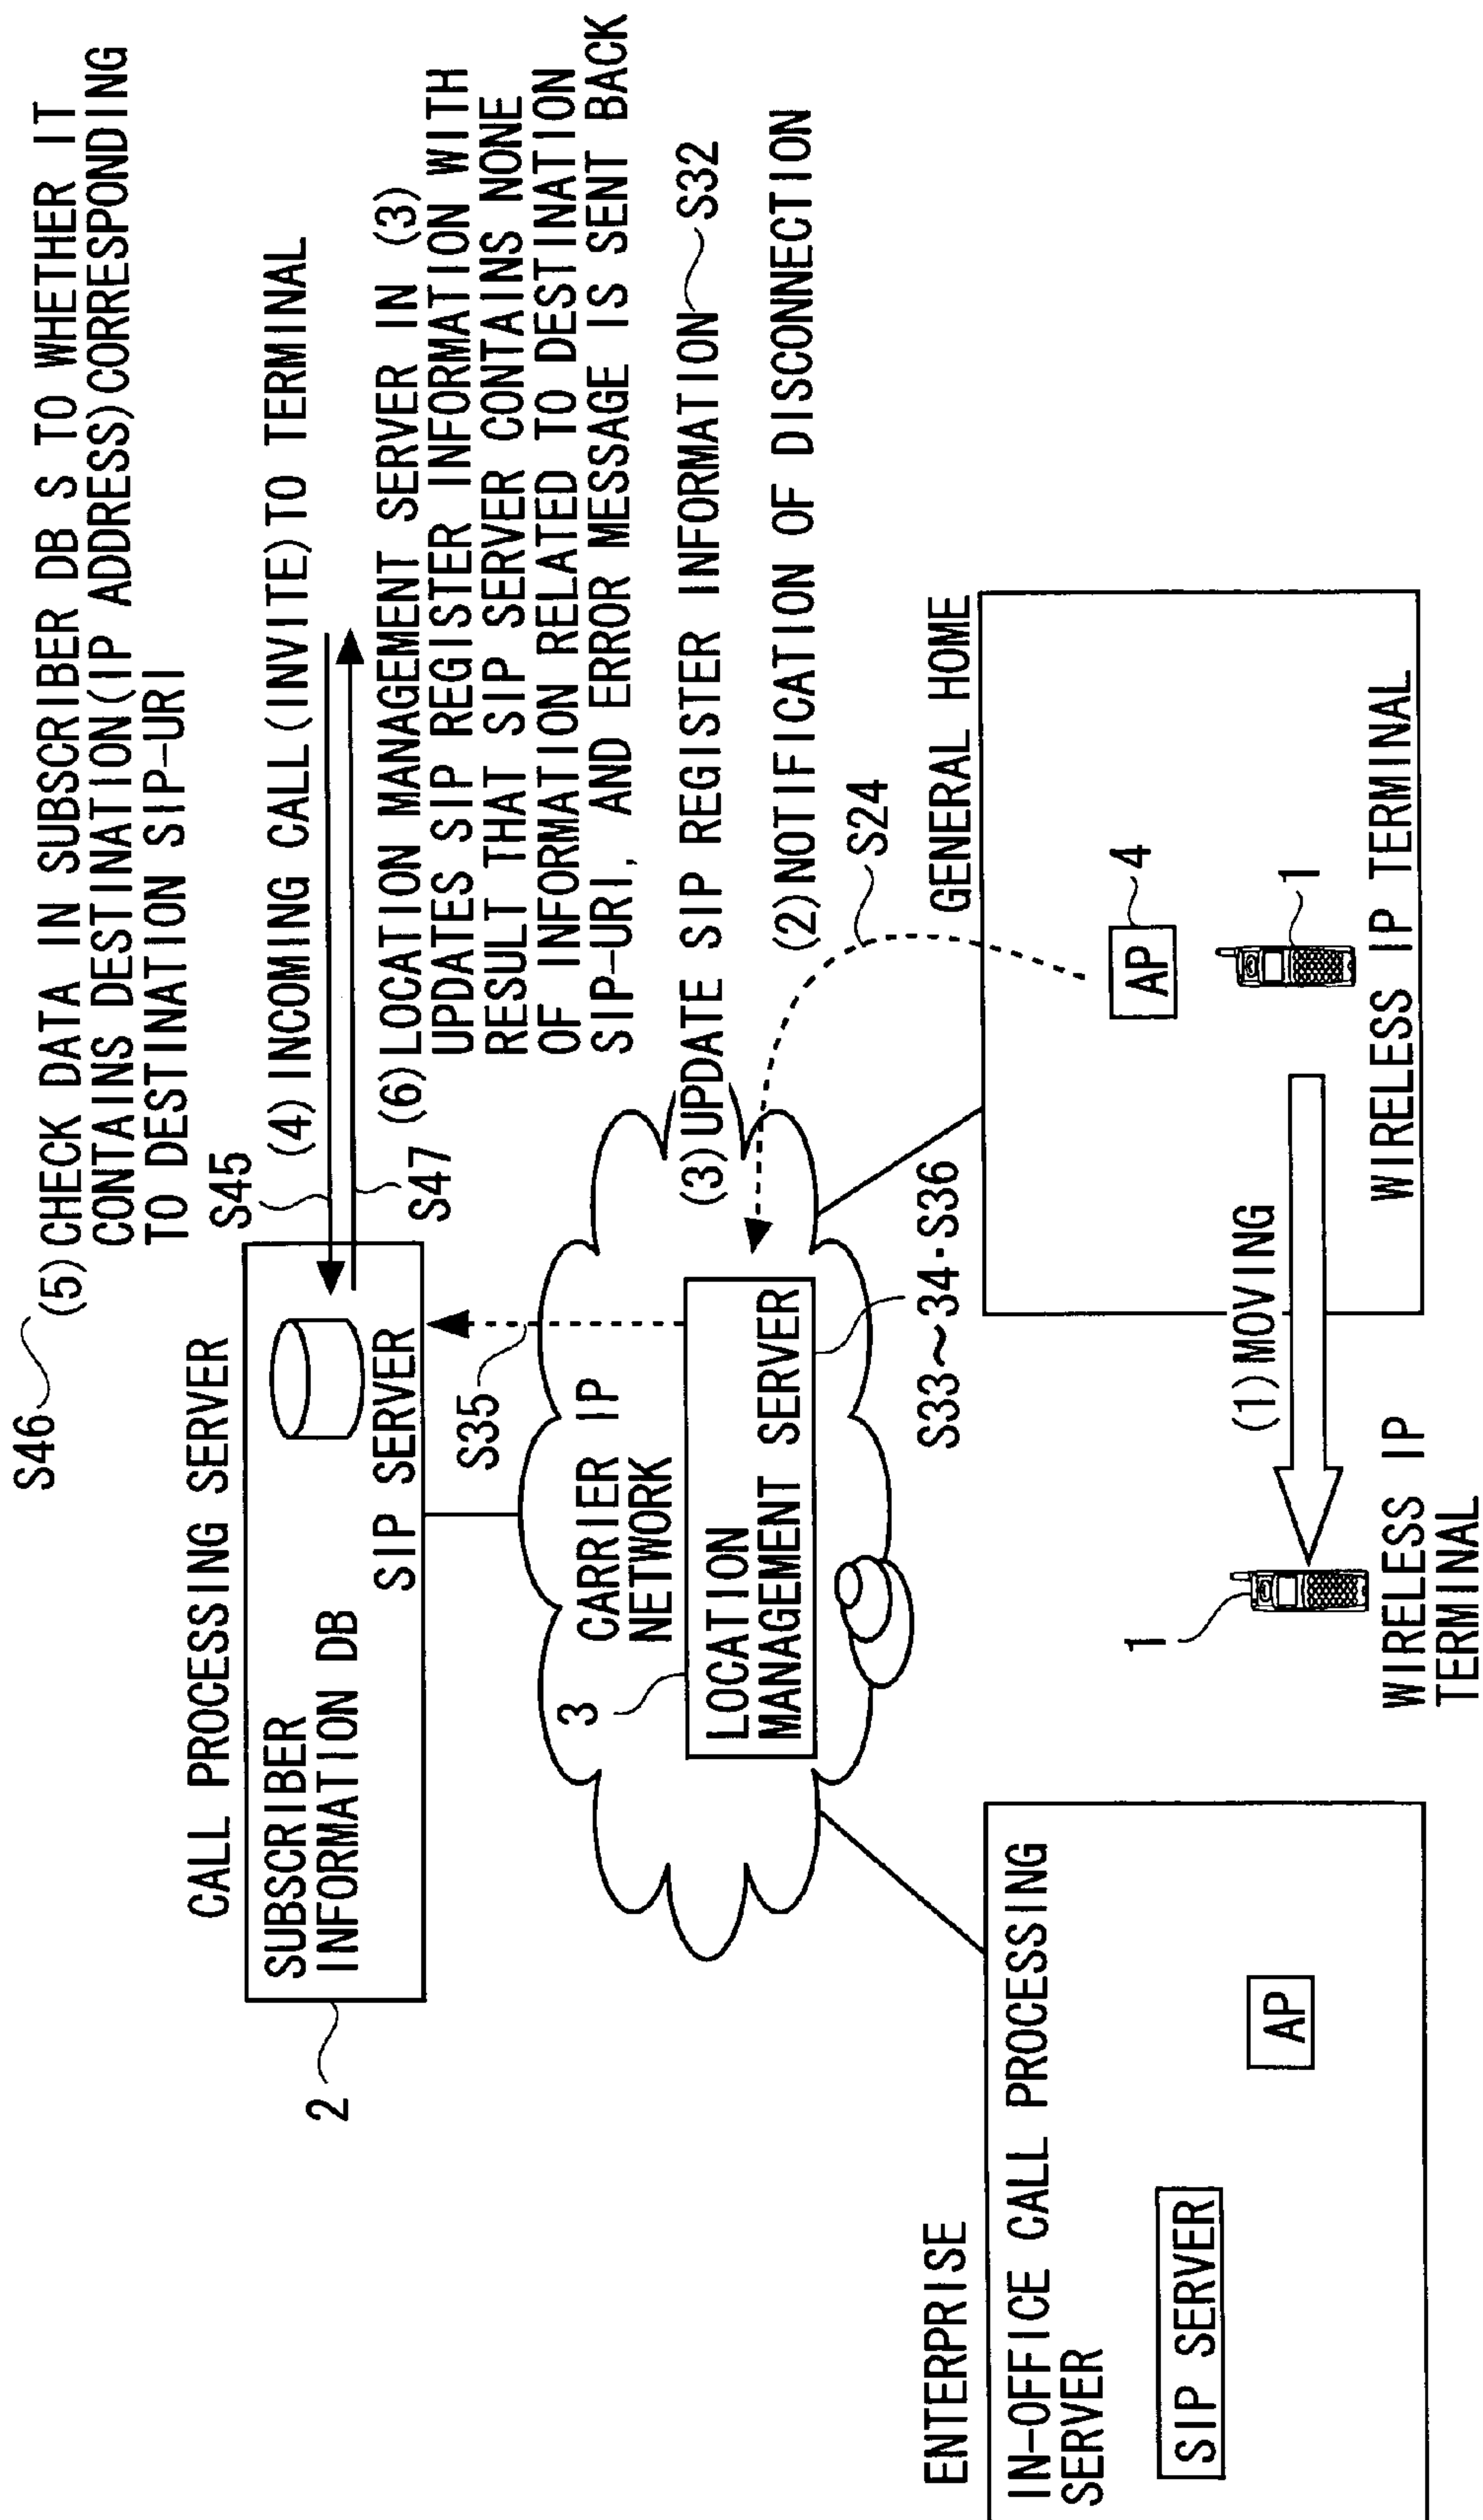 S46
(5)CHECK DATA IN SUBSCRIBER DB S TO WHETHER IT
CONTAINS DESTINATION(IP ADDRESS)CORRESPONDING
TO DESTINATION SIP-URI
CALL PROCESSING SERVER
S45
(4)INCOMING CALL(INVITE)TO TERMINAL
2
SUBSCRIBER
INFORMATION DB
SIP SERVER
S47
(6)LOCATION MANAGEMENT SERVER IN (3)
UPDATES SIP REGISTER INFORMATION WITH
RESULT THAT SIP SERVER CONTAINS NONE
OF INFORMATION RELATED TO DESTINATION
SIP-URI, AND ERROR MESSAGE IS SENT BACK
S35
3
CARRIER IP
NETWORK
(3)UPDATE SIP REGISTER INFORMATION
S32
LOCATION
MANAGEMENT SERVER
(2)NOTIFICATION OF DISCONNECTION
S24
S33~34·S36
ENTERPRISE
GENERAL HOME
IN-OFFICE CALL PROCESSING
SERVER
SIP SERVER
AP
1
AP
4
1
(1)MOVING
WIRELESS IP
TERMINAL
WIRELESS IP TERMINAL